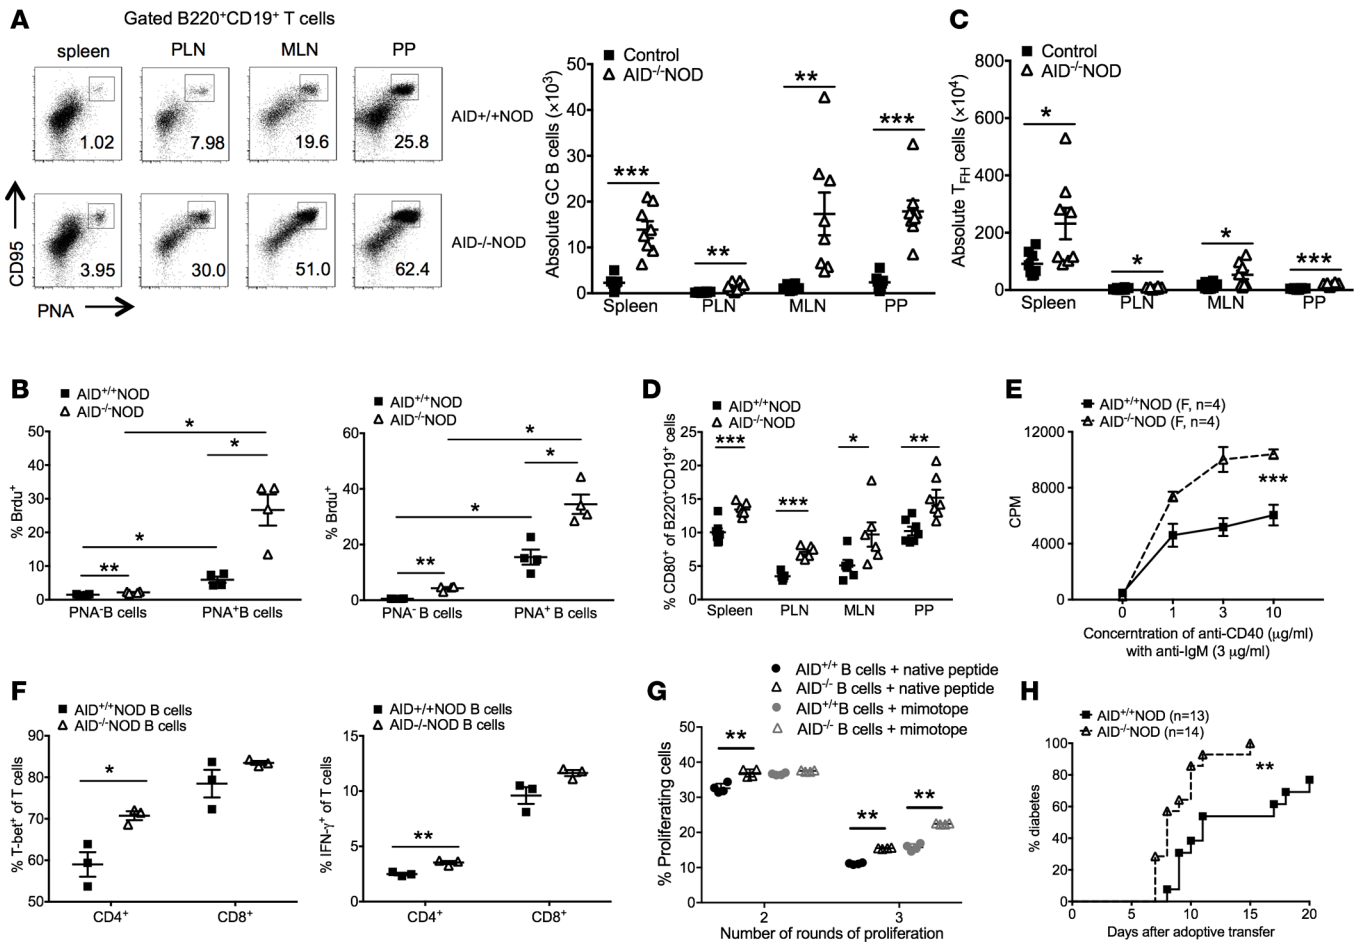 A
Gated B220⁺CD19⁺ T cells
spleen PLN MLN PP
1.02 7.98 19.6 25.8
AID+/+NOD
3.95 30.0 51.0 62.4
AID-/-NOD
CD95
PNA
Control
AID⁻/⁻NOD
Absolute GC B cells (×10³)
50
40
30
20
10
0
*** ** ** ***
Spleen PLN MLN PP
C
Control
AID⁻/⁻NOD
Absolute T_FH cells (×10⁴)
800
600
400
200
0
* * * ***
Spleen PLN MLN PP
B
AID⁺/⁺NOD
AID⁻/⁻NOD
% Brdu⁺
50
40
30
20
10
0
*
*
*
**
PNA⁻B cells PNA⁺B cells
AID⁺/⁺NOD
AID⁻/⁻NOD
% Brdu⁺
60
40
20
0
*
*
*
**
PNA⁻ B cells PNA⁺ B cells
D
AID⁺/⁺NOD
AID⁻/⁻NOD
% CD80⁺ of B220⁺CD19⁺ cells
25
20
15
10
5
0
*** *** * **
Spleen PLN MLN PP
E
AID⁺/⁺NOD (F, n=4)
AID⁻/⁻NOD (F, n=4)
CPM
12000
8000
4000
0
***
0 1 3 10
Concerntration of anti-CD40 (μg/ml)
with anti-IgM (3 μg/ml)
F
AID⁺/⁺NOD B cells
AID⁻/⁻NOD B cells
% T-bet⁺ of T cells
90
80
70
60
50
*
CD4⁺ CD8⁺
AID+/+NOD B cells
AID-/-NOD B cells
% IFN-γ⁺ of T cells
15
10
5
0
**
CD4⁺ CD8⁺
G
AID⁺/⁺ B cells + native peptide
AID⁻/⁻ B cells + native peptide
AID⁺/⁺B cells + mimotope
AID⁻/⁻ B cells + mimotope
% Proliferating cells
50
40
30
20
10
0
** ** **
2 3
Number of rounds of proliferation
H
AID⁺/⁺NOD (n=13)
AID⁻/⁻NOD (n=14)
% diabetes
100
80
60
40
20
0
**
0 5 10 15 20
Days after adoptive transfer